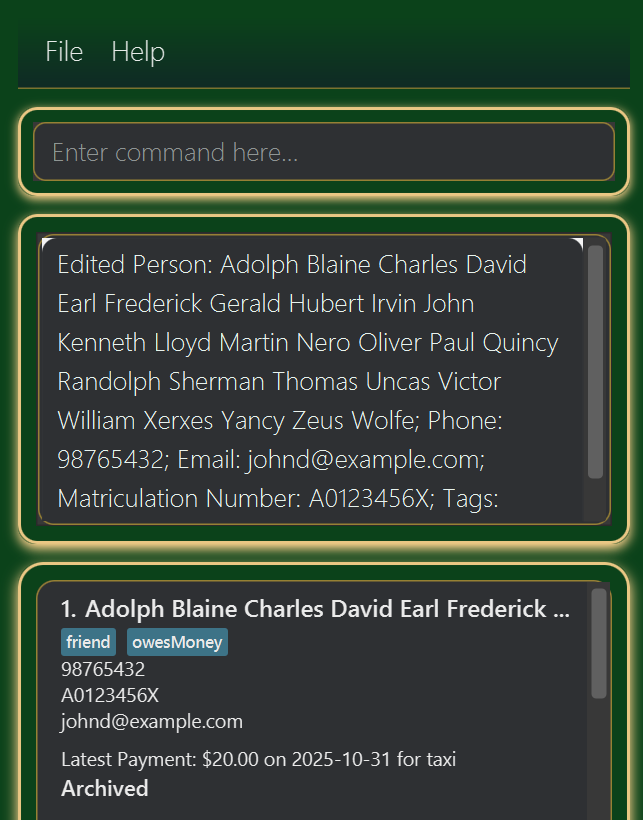 File Help
Enter command here...
Edited Person: Adolph Blaine Charles David
Earl Frederick Gerald Hubert Irvin John
Kenneth Lloyd Martin Nero Oliver Paul Quincy
Randolph Sherman Thomas Uncas Victor
William Xerxes Yancy Zeus Wolfe; Phone:
98765432; Email: johnd@example.com;
Matriculation Number: A0123456X; Tags:
1. Adolph Blaine Charles David Earl Frederick ...
friend owesMoney
98765432
A0123456X
johnd@example.com
Latest Payment: $20.00 on 2025-10-31 for taxi
Archived